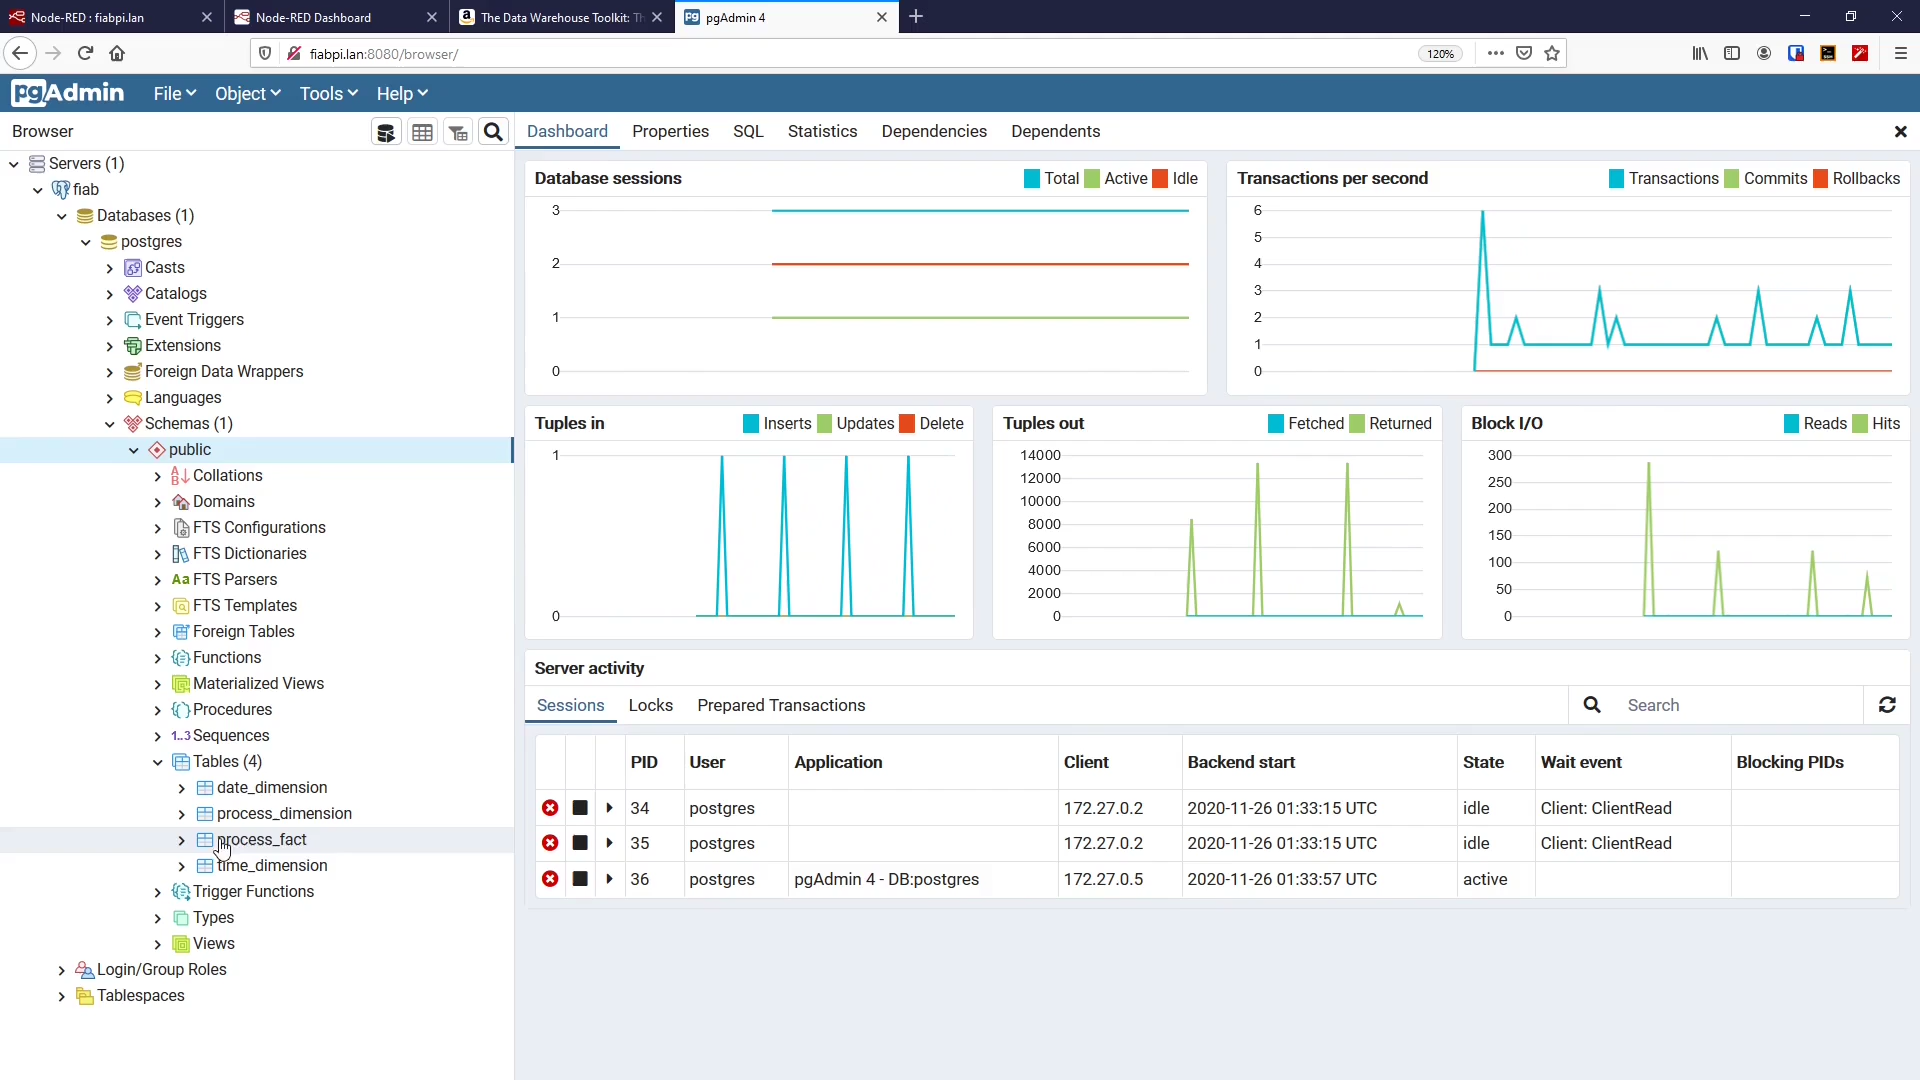 Node-RED : fiabpi.lan
Node-RED Dashboard
The Data Warehouse Toolkit: Th
pgAdmin 4
fiabpi.lan:8080/browser/
120%
pgAdmin
File
Object
Tools
Help
Browser
Dashboard
Properties
SQL
Statistics
Dependencies
Dependents
Servers (1)
fiab
Databases (1)
postgres
Casts
Catalogs
Event Triggers
Extensions
Foreign Data Wrappers
Languages
Schemas (1)
public
Collations
Domains
FTS Configurations
FTS Dictionaries
Aa FTS Parsers
FTS Templates
Foreign Tables
Functions
Materialized Views
Procedures
1..3 Sequences
Tables (4)
date_dimension
process_dimension
process_fact
time_dimension
Trigger Functions
Types
Views
Login/Group Roles
Tablespaces
Database sessions
Total Active Idle
3
2
1
0
Transactions per second
Transactions Commits Rollbacks
6
5
4
3
2
1
0
Tuples in
Inserts Updates Delete
1
0
Tuples out
Fetched Returned
14000
12000
10000
8000
6000
4000
2000
0
Block I/O
Reads Hits
300
250
200
150
100
50
0
Server activity
Sessions Locks Prepared Transactions
Search
PID User Application Client Backend start State Wait event Blocking PIDs
34 postgres 172.27.0.2 2020-11-26 01:33:15 UTC idle Client: ClientRead
35 postgres 172.27.0.2 2020-11-26 01:33:15 UTC idle Client: ClientRead
36 postgres pgAdmin 4 - DB:postgres 172.27.0.5 2020-11-26 01:33:57 UTC active